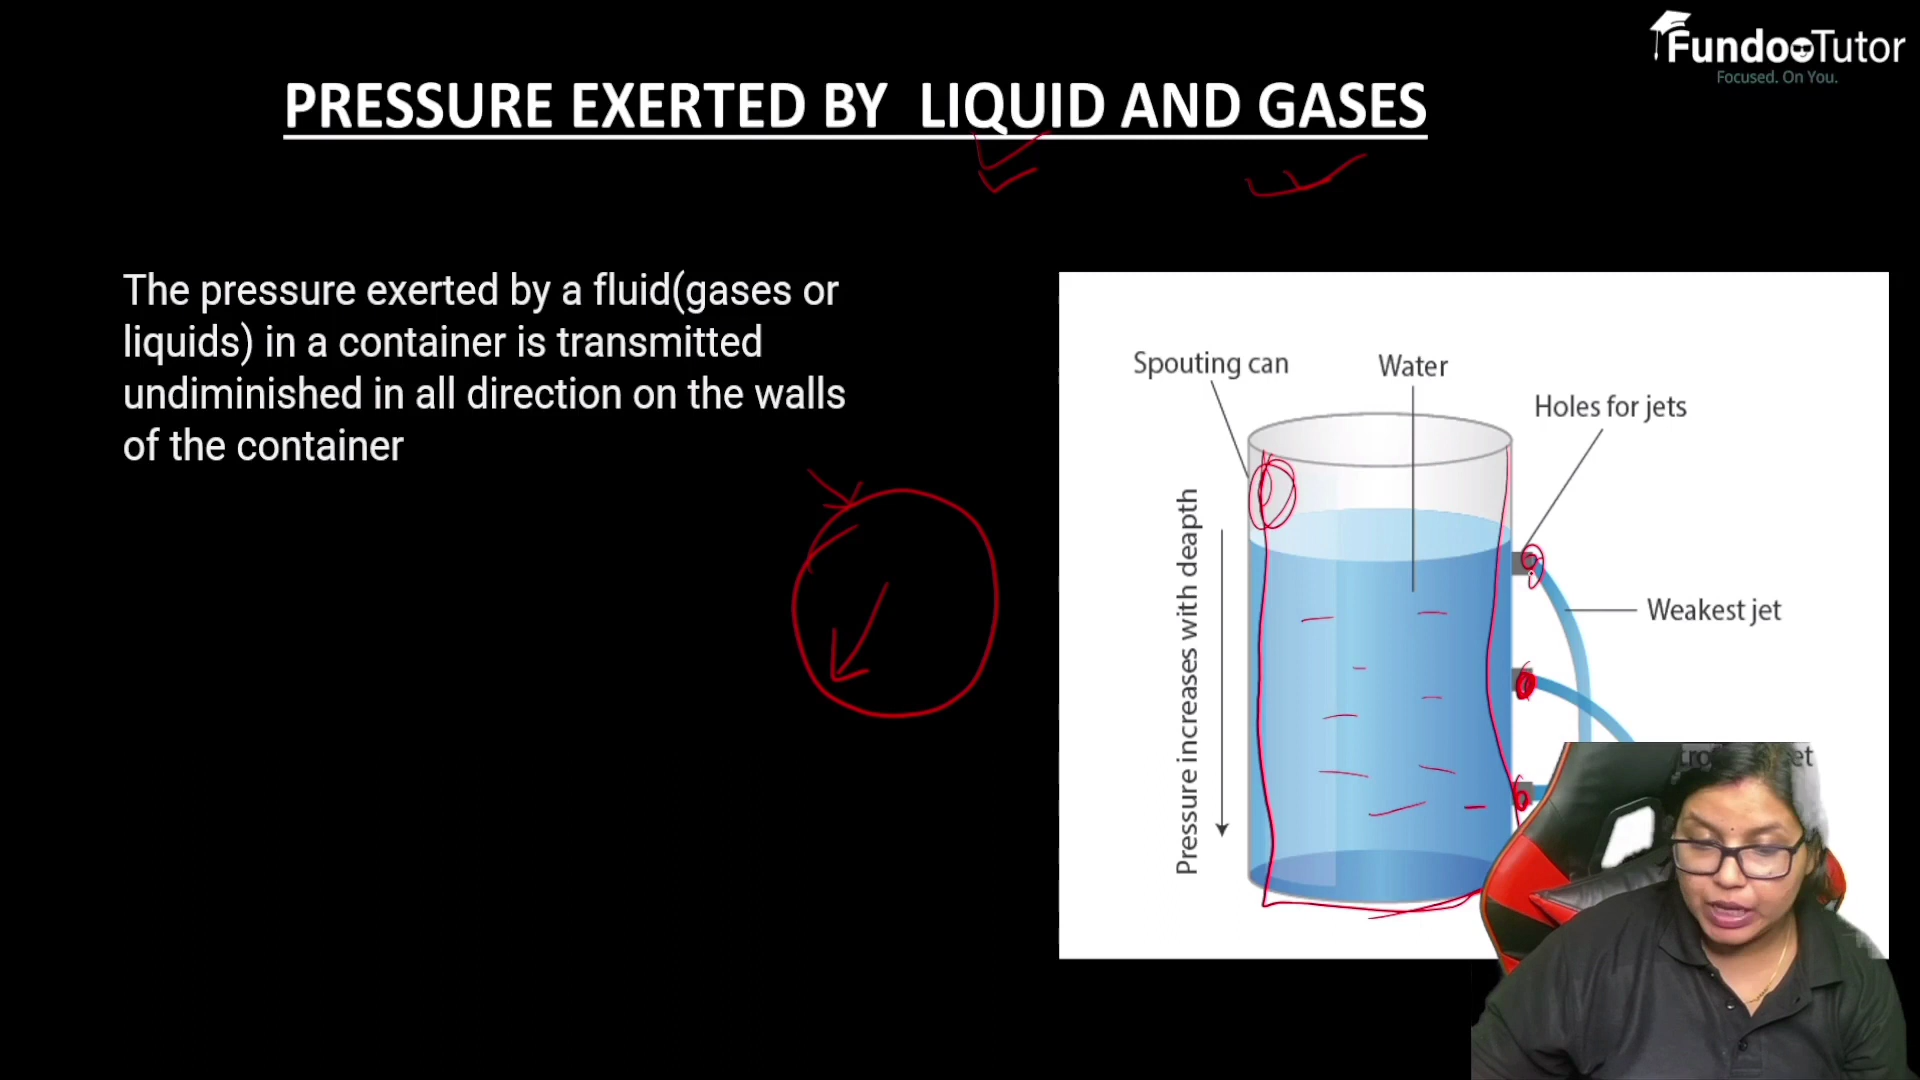 FundooTutor
Focused. On You.
PRESSURE EXERTED BY LIQUID AND GASES
The pressure exerted by a fluid(gases or
liquids) in a container is transmitted
undiminished in all direction on the walls
of the container
Spouting can
Water
Holes for jets
Pressure increases with deapth
Weakest jet